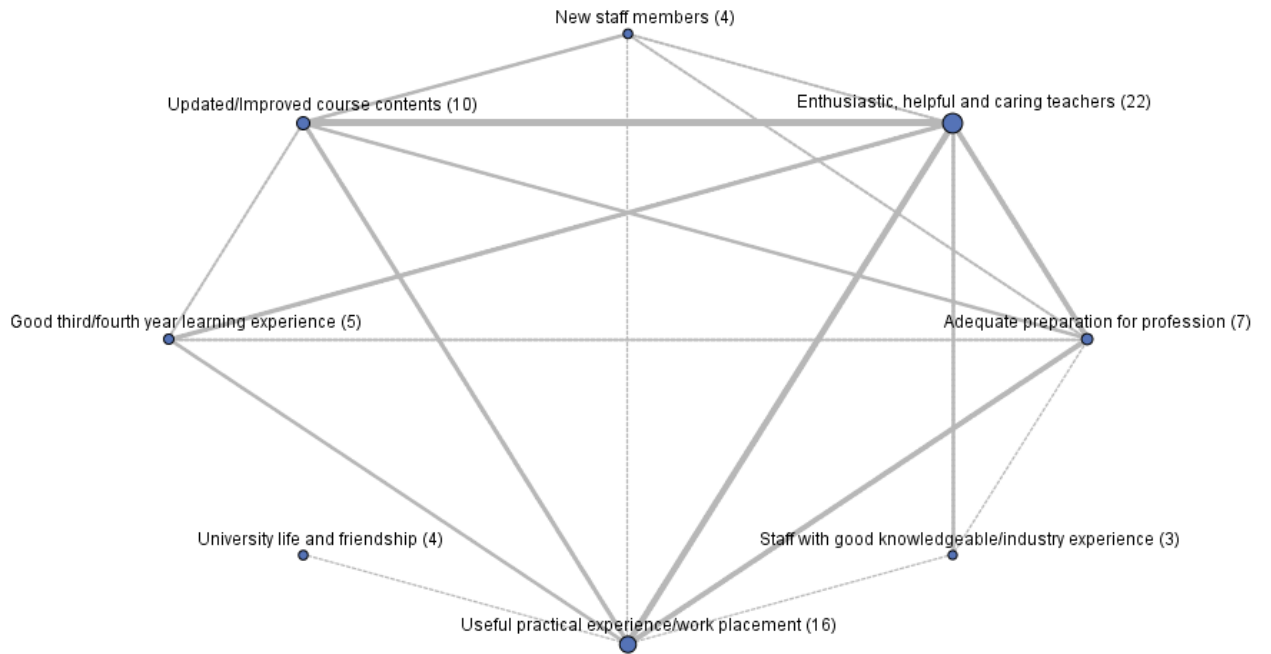 New staff members (4)
Enthusiastic, helpful and caring teachers (22)
Updated/Improved course contents (10)
Good third/fourth year learning experience (5)
Adequate preparation for profession (7)
University life and friendship (4)
Staff with good knowledgeable/industry experience (3)
Useful practical experience/work placement (16)